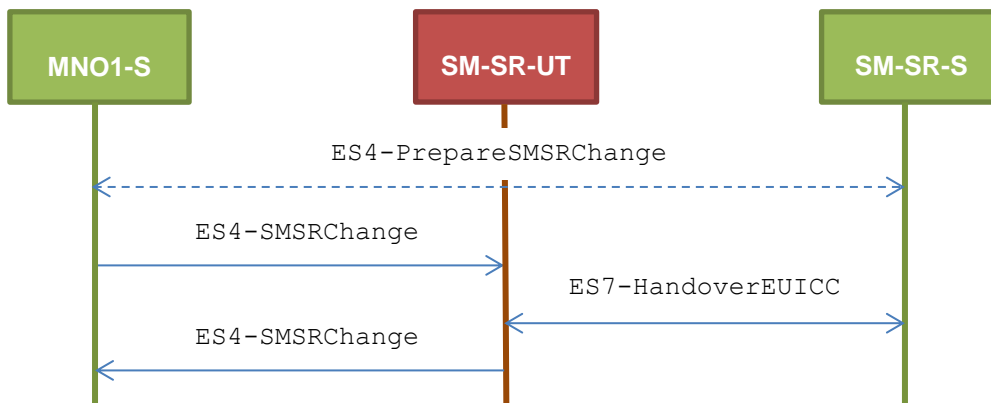 MNO1-S
SM-SR-UT
SM-SR-S
ES4-PrepareSMSRChange
ES4-SMSRChange
ES7-HandoverEUICC
ES4-SMSRChange